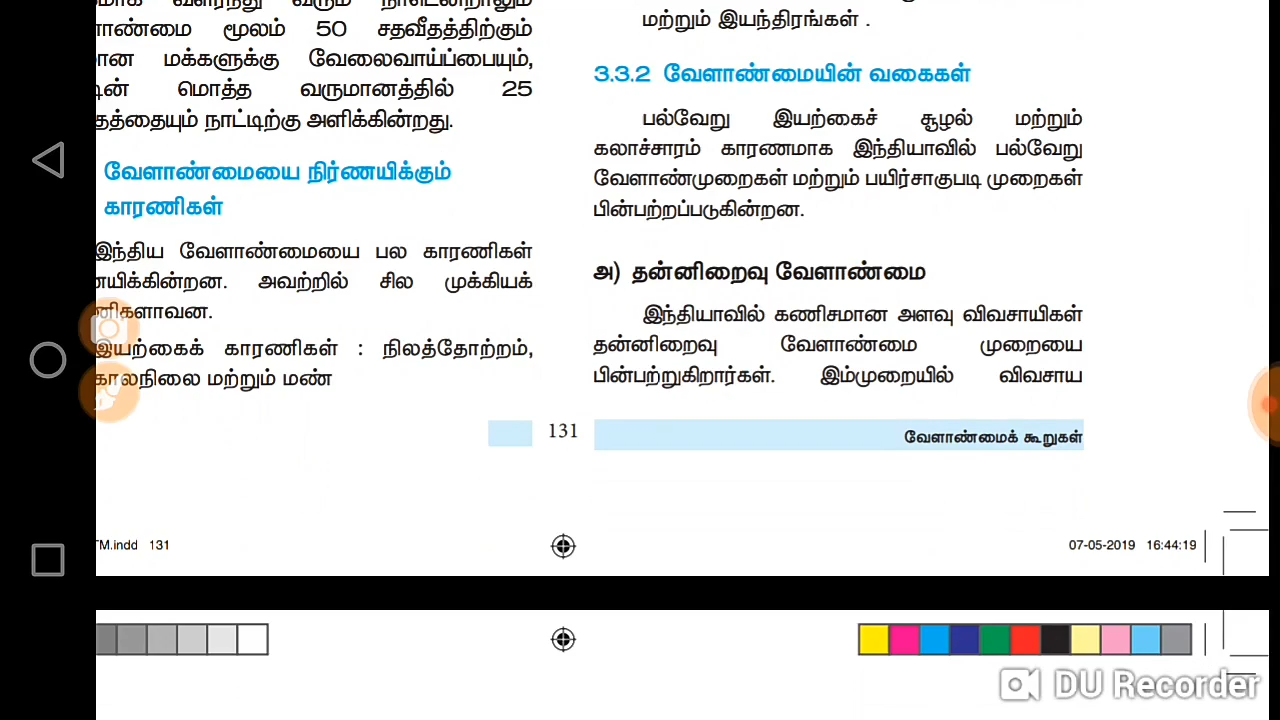 வளர்ந்து வரும் நாடென்றாலும்
மூலம் 50 சதவீதத்திற்கும்
மக்களுக்கு வேலைவாய்ப்பையும்,
மொத்த வருமானத்தில் 25
நாட்டிற்கு அளிக்கின்றது.
வேளாண்மையை நிர்ணயிக்கும்
காரணிகள்
இந்திய வேளாண்மையை பல காரணிகள்
அவற்றில் சில முக்கியக்
இயற்கைக் காரணிகள் : நிலத்தோற்றம்,
காலநிலை மற்றும் மண்
மற்றும் இயந்திரங்கள் .
3.3.2 வேளாண்மையின் வகைகள்
பல்வேறு இயற்கைச் சூழல் மற்றும்
கலாச்சாரம் காரணமாக இந்தியாவில் பல்வேறு
வேளாண்முறைகள் மற்றும் பயிர்சாகுபடி முறைகள்
பின்பற்றப்படுகின்றன.
அ) தன்னிறைவு வேளாண்மை
இந்தியாவில் கணிசமான அளவு விவசாயிகள்
தன்னிறைவு வேளாண்மை முறையை
பின்பற்றுகிறார்கள். இம்முறையில் விவசாய
131
வேளாண்மைக் கூறுகள்
TM.indd 131
07-05-2019 16:44:19
DU Recorder